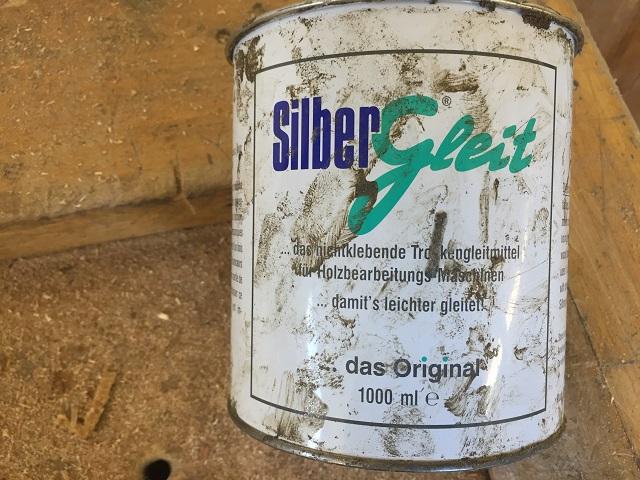 SilberGleit®
... das nichtklebende Trockengleitmittel
für Holzbearbeitungs-Maschinen
... damit's leichter gleitet!
... das Original
1000 ml ℮